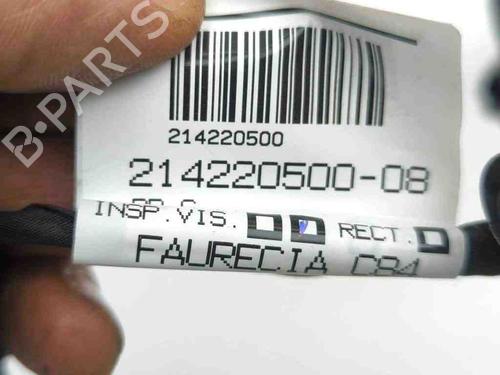 B-PARTS
214220500
214220500-08
INSP.VIS. RECT.
FAURECIA C84